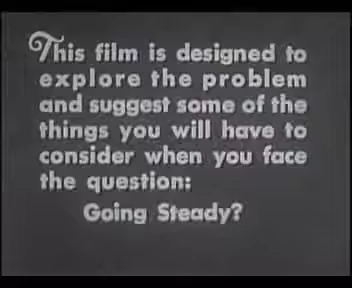 This film is designed to
explore the problem
and suggest some of the
things you will have to
consider when you face
the question:
Going Steady?